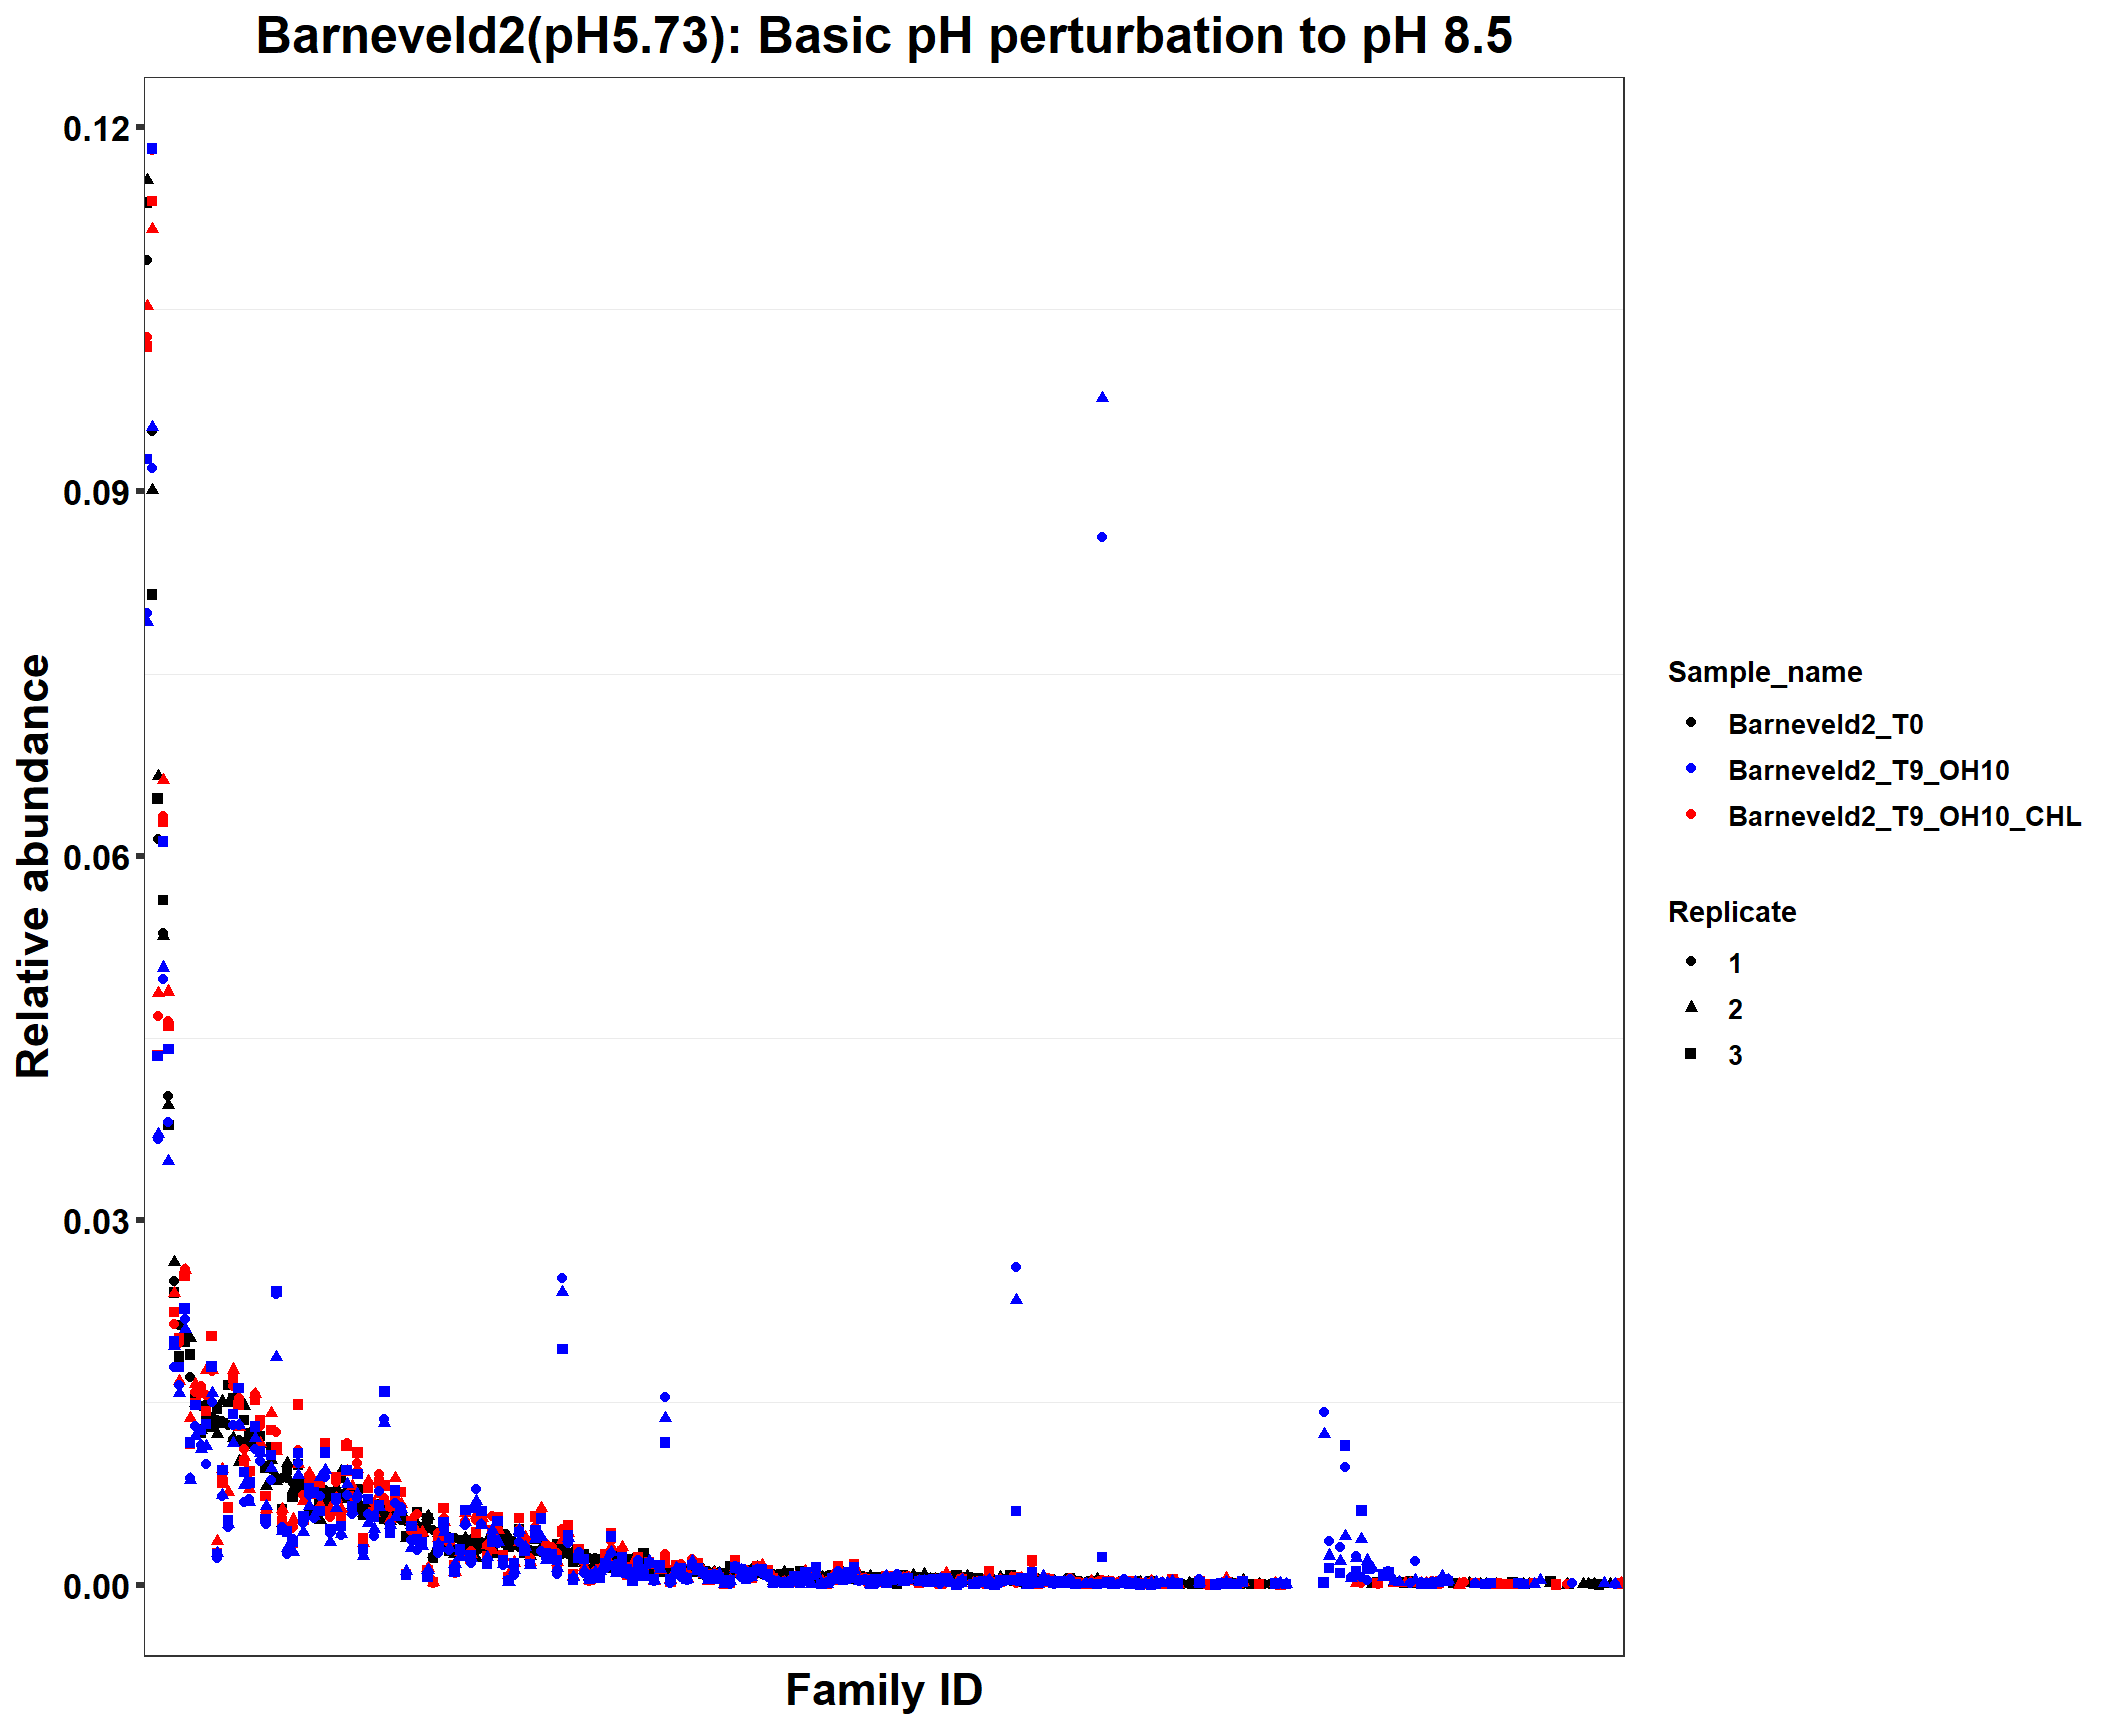 Barneveld2(pH5.73): Basic pH perturbation to pH 8.5
Relative abundance
0.12
0.09
0.06
0.03
0.00
Family ID
Sample_name
Barneveld2_T0
Barneveld2_T9_OH10
Barneveld2_T9_OH10_CHL
Replicate
1
2
3